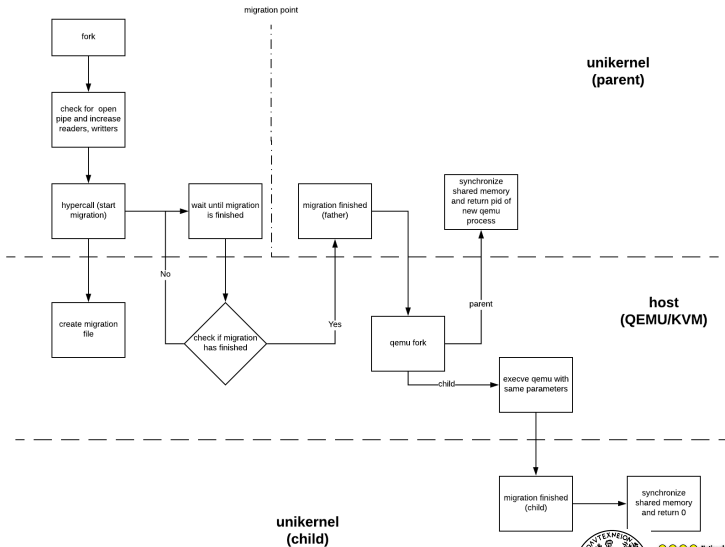 migration point
fork
unikernel
(parent)
check for open
pipe and increase
readers, writters
synchronize
shared memory
and return pid of
new qemu
process
hypercall (start
migration)
wait until migration
is finished
migration finished
(father)
No
parent
host
(QEMU/KVM)
create migration
file
check if migration
has finished
Yes
qemu fork
child
execve qemu with
same parameters
migration finished
(child)
synchronize
shared memory
and return 0
unikernel
(child)